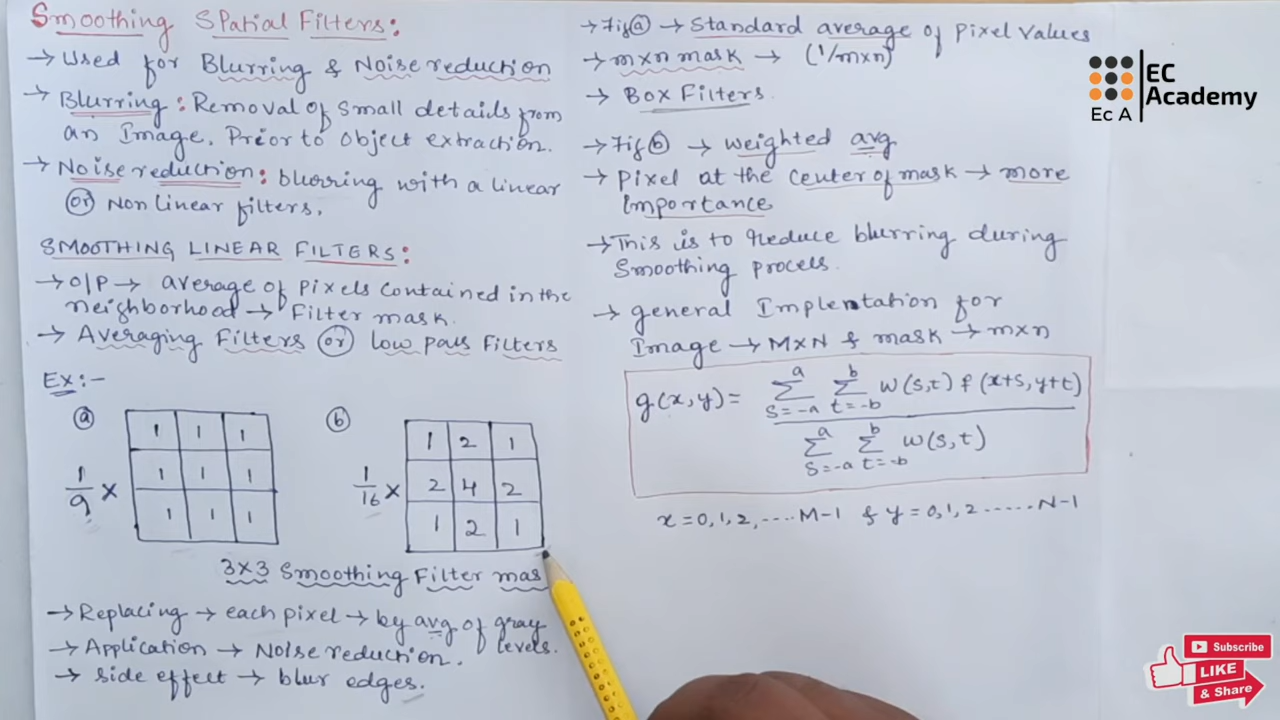 Smoothing Spatial Filters:
→ Used for Blurring & Noise reduction
→ Blurring: Removal of small details from
an Image, Prior to Object extraction.
→ Noise reduction: blurring with a linear
(or) Non linear filters.
SMOOTHING LINEAR FILTERS:
→ O/P → average of pixels contained in the
neighborhood → Filter mask.
→ Averaging Filters (or) low pass Filters
Ex:-
(a)
1/9 ×
1 1 1
1 1 1
1 1 1
(b)
1/16 ×
1 2 1
2 4 2
1 2 1
3×3 Smoothing Filter mas
→ Replacing → each pixel → by avg of gray
levels.
→ Application → Noise reduction.
→ side effect → blur edges.
→ Fig (a) → Standard average of Pixel values
→ m×n mask → (1/m×n)
→ Box Filters.
→ Fig (b) → weighted avg
→ Pixel at the center of mask → more
Importance
→ This is to reduce blurring during
Smoothing process.
→ general Implentation for
Image → M×N & mask → m×n
g(x,y) = Σ_{s=-a}^{a} Σ_{t=-b}^{b} w(s,t) f(x+s, y+t)
Σ_{s=-a}^{a} Σ_{t=-b}^{b} w(s,t)
x = 0,1,2,....M-1 & y = 0,1,2......N-1
EC
Academy
Ec A
Subscribe
LIKE
& Share